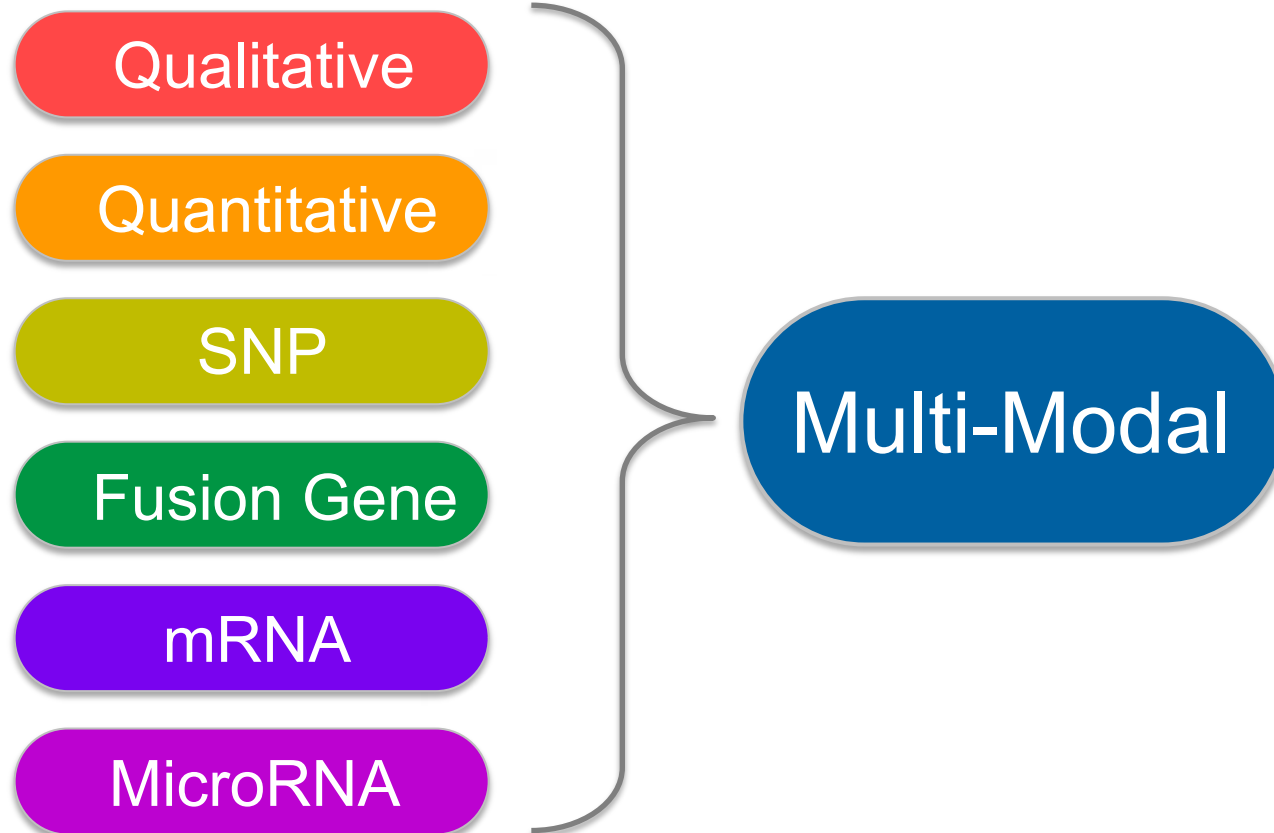 Qualitative
Quantitative
SNP
Fusion Gene
mRNA
MicroRNA
Multi-Modal